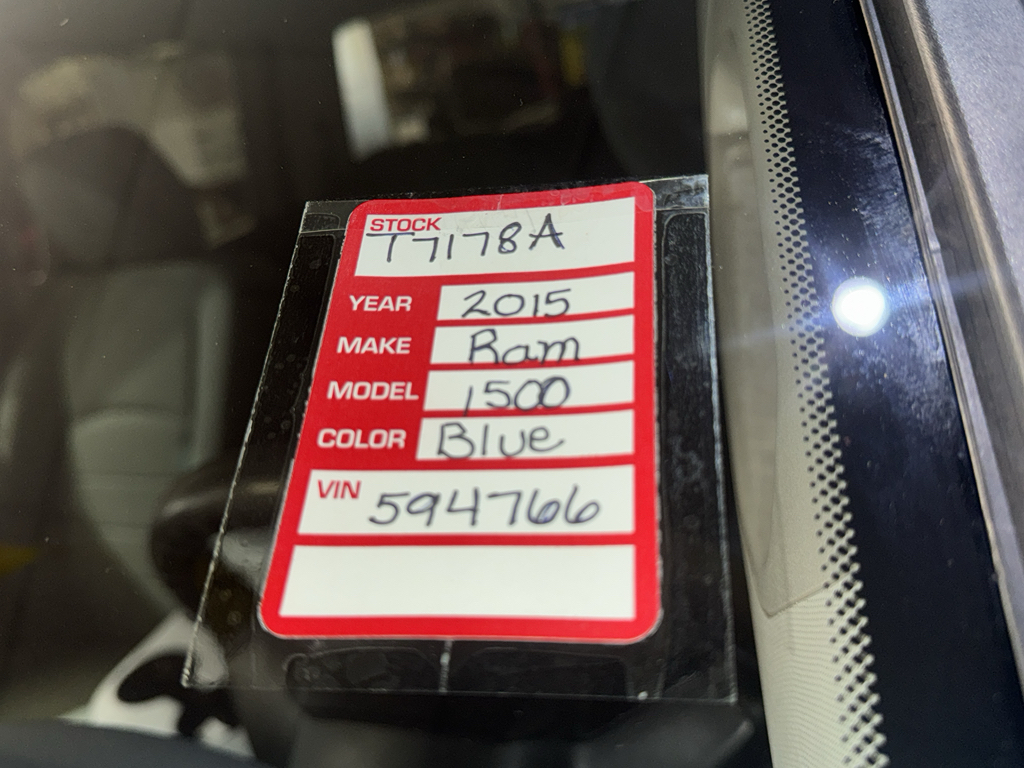 STOCK
T7178A
YEAR 2015
MAKE Ram
MODEL 1500
COLOR Blue
VIN 594766